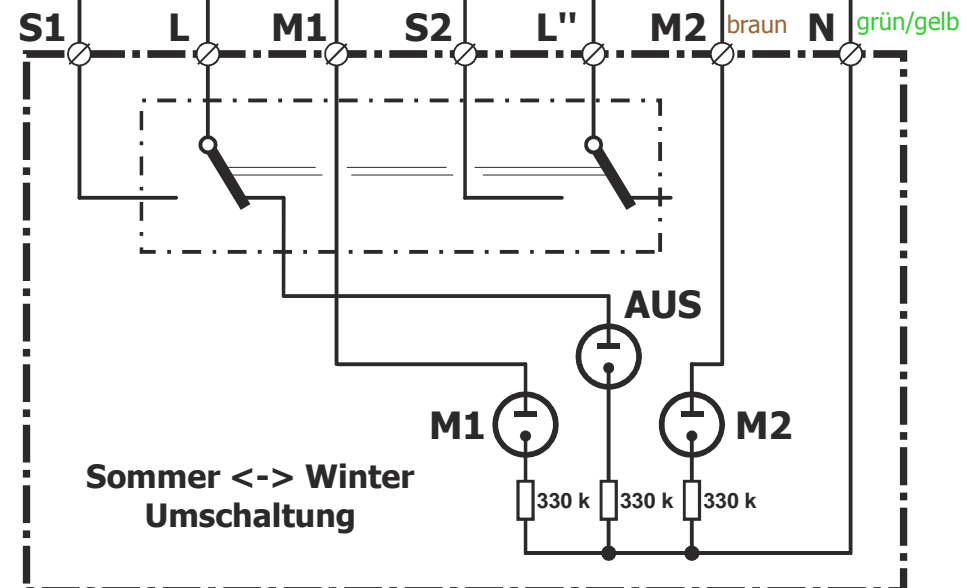 S1 L M1 S2 L" M2 braun N grün/gelb
AUS
M1 M2
Sommer <-> Winter
Umschaltung
330 k 330 k 330 k